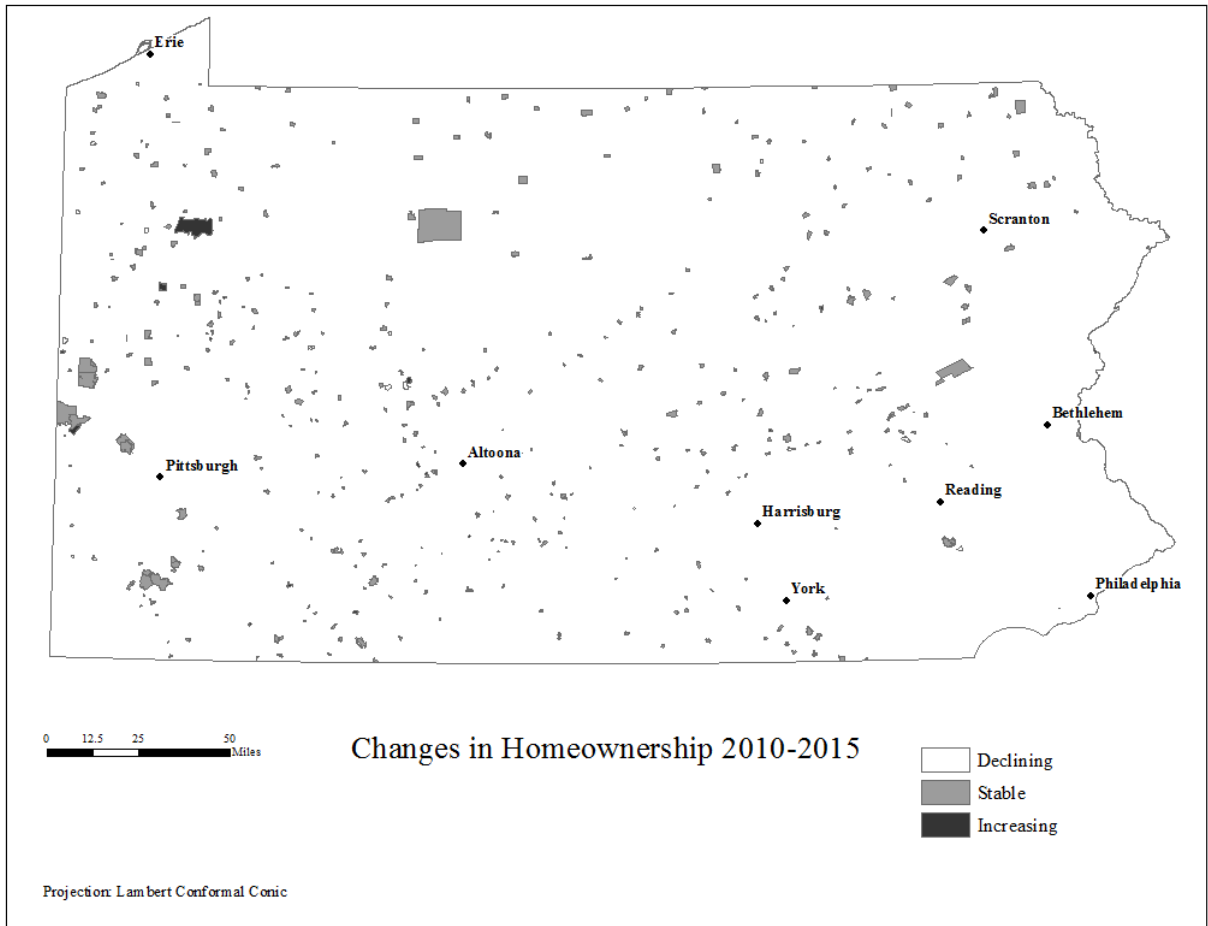 Erie
Scranton
Bethlehem
Altoona
Pittsburgh
Reading
Harrisburg
York
Philadelphia
0 12.5 25 50
Miles
Changes in Homeownership 2010-2015
Declining
Stable
Increasing
Projection: Lambert Conformal Conic